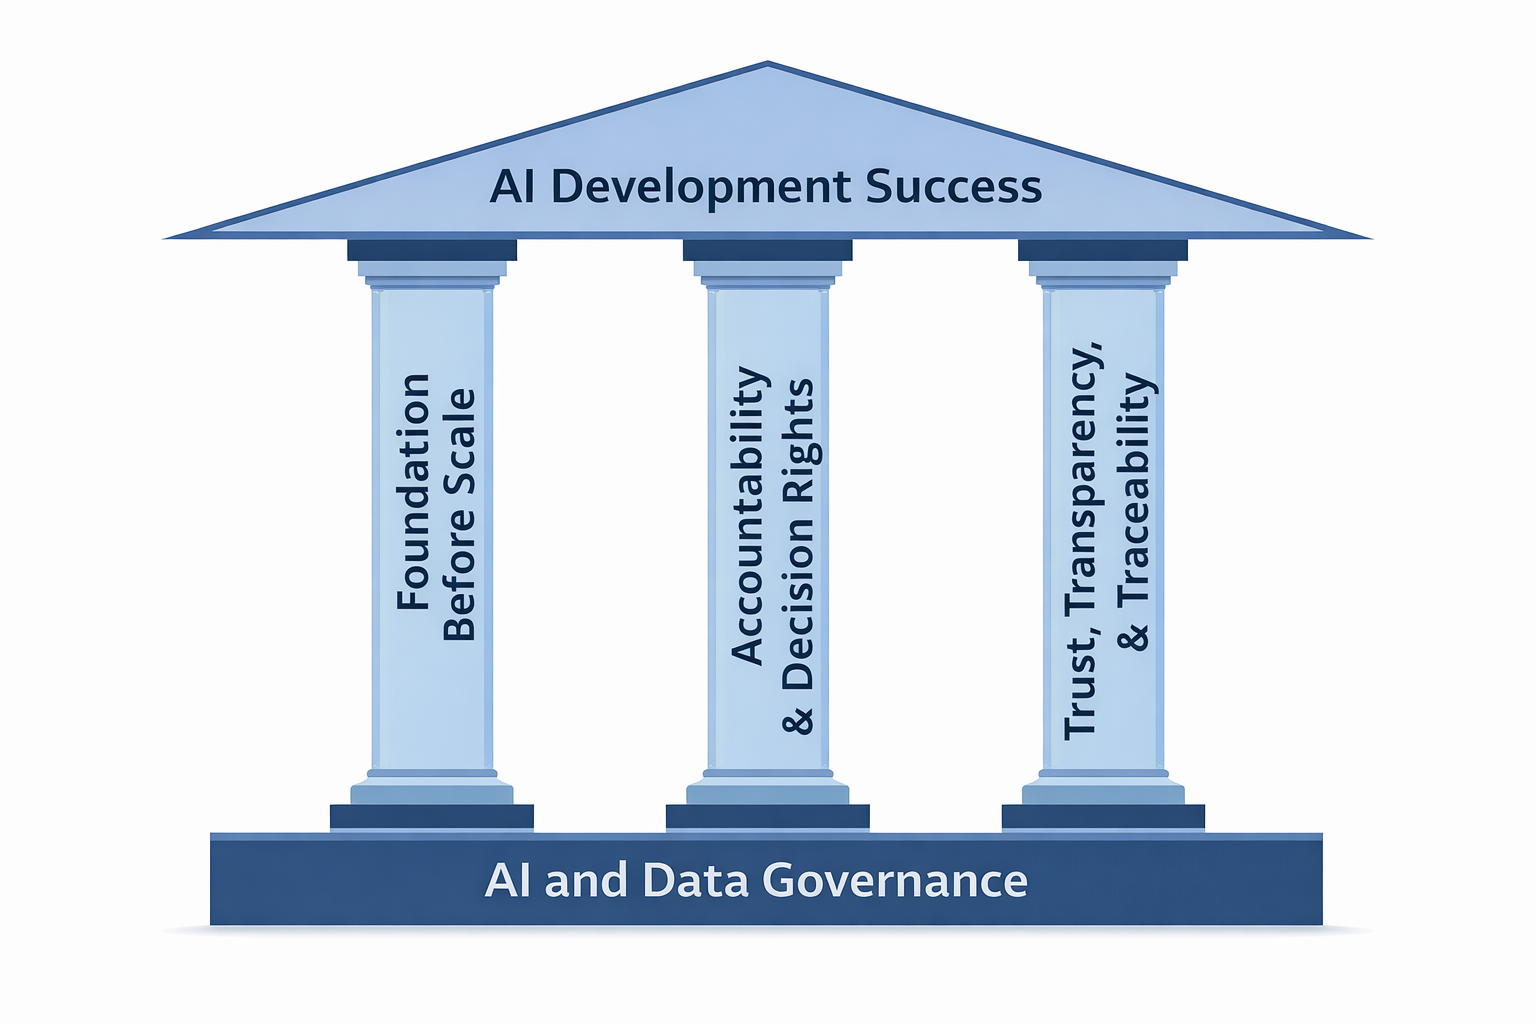 AI Development Success
Foundation
Before Scale
Accountability
& Decision Rights
Trust, Transparency,
& Traceability
AI and Data Governance